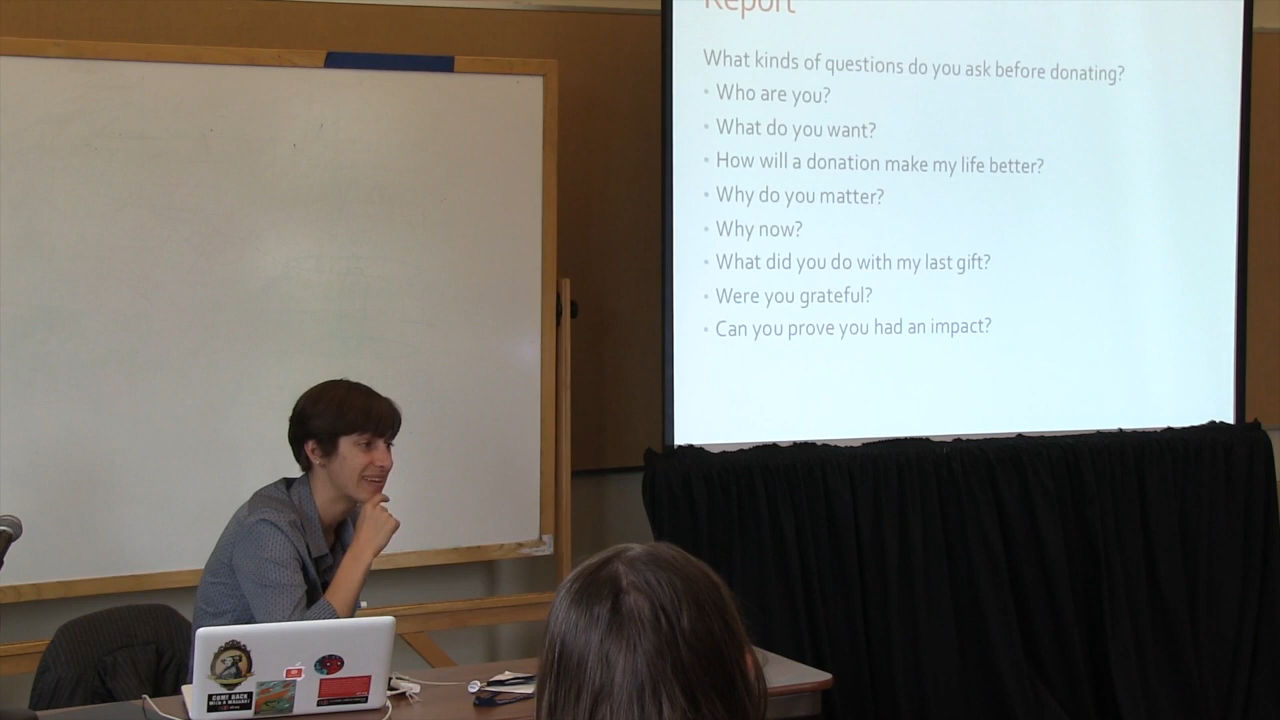 Report
What kinds of questions do you ask before donating?
• Who are you?
• What do you want?
• How will a donation make my life better?
• Why do you matter?
• Why now?
• What did you do with my last gift?
• Were you grateful?
• Can you prove you had an impact?
COME BACK
WITH A WARRANT